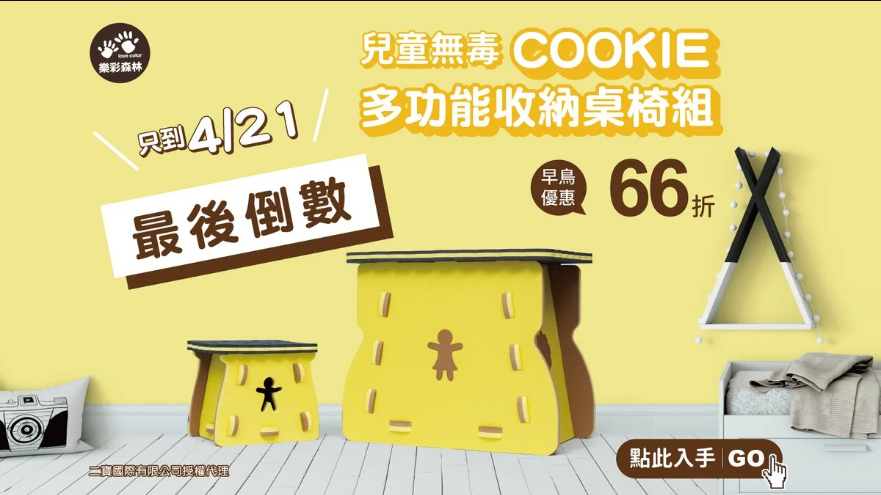 love color
樂彩森林
兒童無毒 COOKIE
多功能收納桌椅組
只到4/21
最後倒數
早鳥
優惠
66折
二寶國際有限公司授權代理
點此入手 | GO